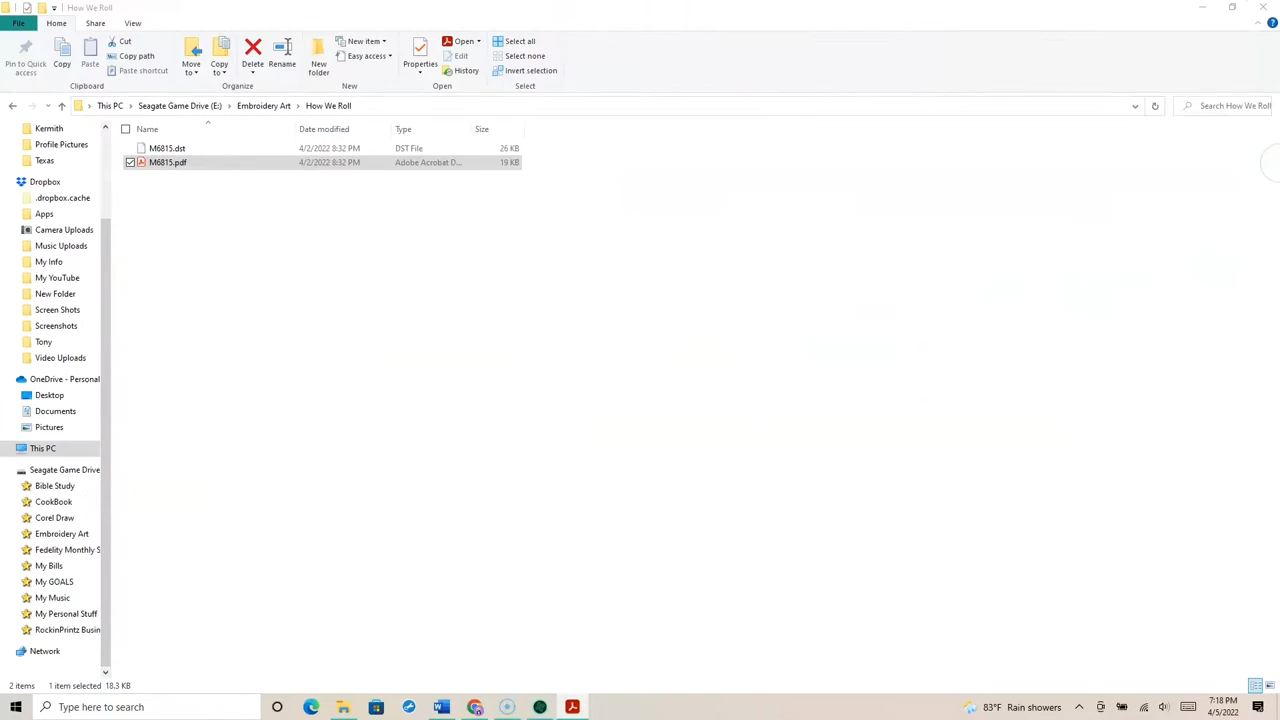 How We Roll
File Home Share View
Pin to Quick access
Copy
Paste
Cut
Copy path
Paste shortcut
Clipboard
Move to
Copy to
Delete
Rename
Organize
New folder
New item
Easy access
New
Properties
Open
Edit
History
Open
Select all
Select none
Invert selection
Select
This PC > Seagate Game Drive (E:) > Embroidery Art > How We Roll
Search How We Roll
Name Date modified Type Size
M6815.dst 4/2/2022 8:32 PM DST File 26 KB
M6815.pdf 4/2/2022 8:32 PM Adobe Acrobat D... 19 KB
Kermith
Profile Pictures
Texas
Dropbox
.dropbox.cache
Apps
Camera Uploads
Music Uploads
My Info
My YouTube
New Folder
Screen Shots
Screenshots
Tony
Video Uploads
OneDrive - Personal
Desktop
Documents
Pictures
This PC
Seagate Game Drive
Bible Study
CookBook
Corel Draw
Embroidery Art
Fedelity Monthly S
My Bills
My GOALS
My Music
My Personal Stuff
RockinPrintz Busin
Network
2 items 1 item selected 18.3 KB
Type here to search
83°F Rain showers
7:18 PM
4/5/2022